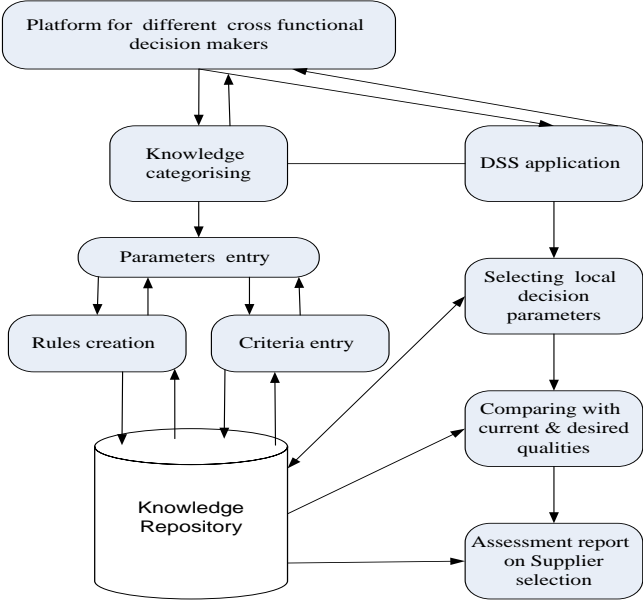 Platform for different cross functional
decision makers
Knowledge
categorising
DSS application
Parameters entry
Selecting local
decision
parameters
Rules creation
Criteria entry
Comparing with
current & desired
qualities
Knowledge
Repository
Assessment report
on Supplier
selection